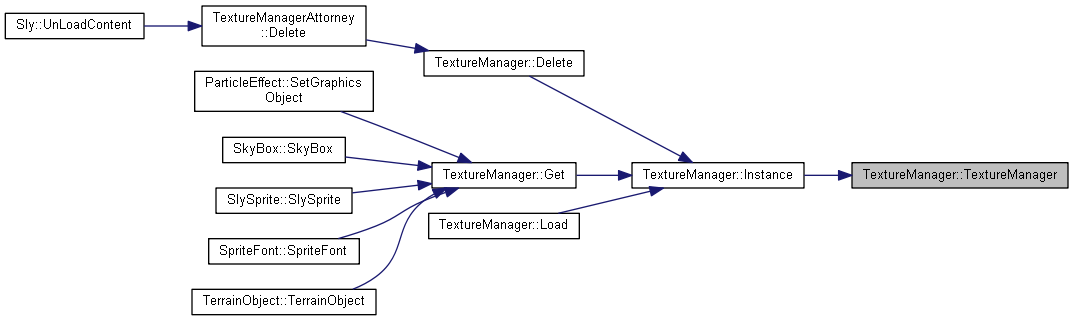 Sly::UnLoadContent
TextureManagerAttorney
::Delete
TextureManager::Delete
ParticleEffect::SetGraphics
Object
SkyBox::SkyBox
TextureManager::Get
TextureManager::Instance
TextureManager::TextureManager
SlySprite::SlySprite
TextureManager::Load
SpriteFont::SpriteFont
TerrainObject::TerrainObject